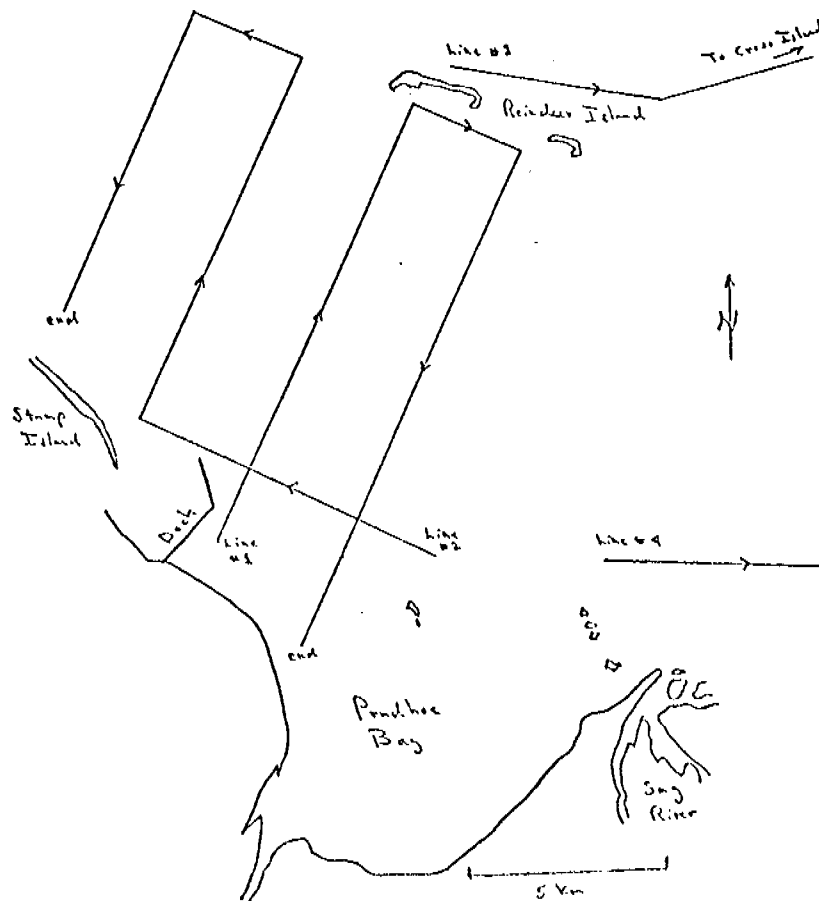 Line #3
To Cross Island
Reindeer Island
N
end
Stump
Island
Dock
Line
#1
Line
#2
Line #4
end
Prudhoe
Bay
Sag
River
5 Km